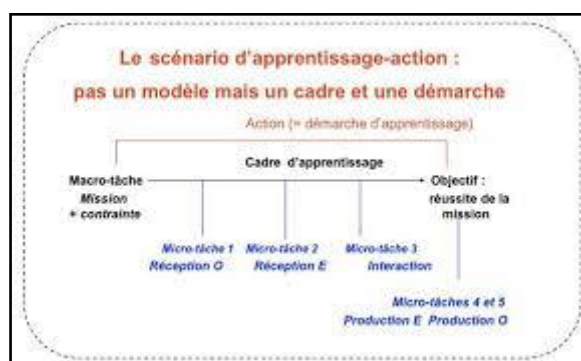 Le scénario d'apprentissage-action :
pas un modèle mais un cadre et une démarche
Action (= démarche d'apprentissage)
Cadre d'apprentissage
Macro-tâche
Mission
+ contrainte
Objectif :
réussite de la
mission
Micro-tâche 1
Réception O
Micro-tâche 2
Réception E
Micro-tâche 3
Interaction
Micro-tâches 4 et 5
Production E Production O